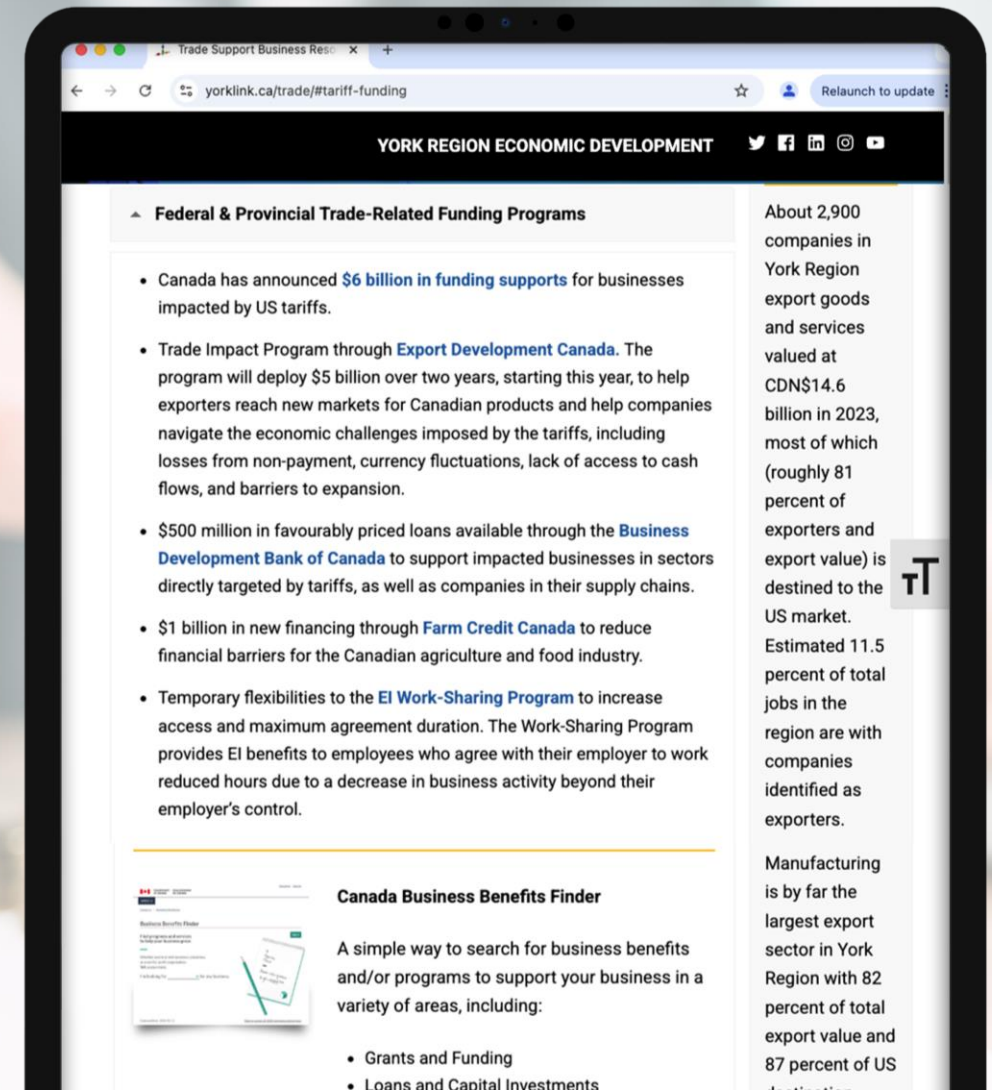 Trade Support Business Reso
yorklink.ca/trade/#tariff-funding
Relaunch to update
YORK REGION ECONOMIC DEVELOPMENT
Federal & Provincial Trade-Related Funding Programs
• Canada has announced $6 billion in funding supports for businesses
impacted by US tariffs.
• Trade Impact Program through Export Development Canada. The
program will deploy $5 billion over two years, starting this year, to help
exporters reach new markets for Canadian products and help companies
navigate the economic challenges imposed by the tariffs, including
losses from non-payment, currency fluctuations, lack of access to cash
flows, and barriers to expansion.
• $500 million in favourably priced loans available through the Business
Development Bank of Canada to support impacted businesses in sectors
directly targeted by tariffs, as well as companies in their supply chains.
• $1 billion in new financing through Farm Credit Canada to reduce
financial barriers for the Canadian agriculture and food industry.
• Temporary flexibilities to the EI Work-Sharing Program to increase
access and maximum agreement duration. The Work-Sharing Program
provides EI benefits to employees who agree with their employer to work
reduced hours due to a decrease in business activity beyond their
employer's control.
Business Benefits Finder
Canada Business Benefits Finder
A simple way to search for business benefits
and/or programs to support your business in a
variety of areas, including:
• Grants and Funding
• Loans and Capital Investments
About 2,900
companies in
York Region
export goods
and services
valued at
CDN$14.6
billion in 2023,
most of which
(roughly 81
percent of
exporters and
export value) is
destined to the
US market.
Estimated 11.5
percent of total
jobs in the
region are with
companies
identified as
exporters.
Manufacturing
is by far the
largest export
sector in York
Region with 82
percent of total
export value and
87 percent of US
TT